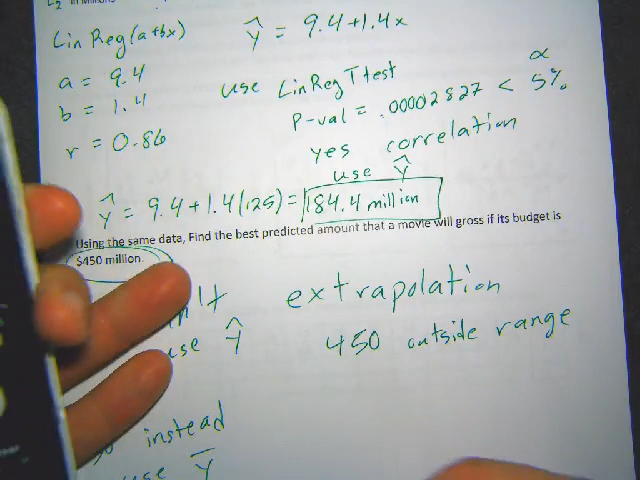 LinReg(a+bx) ŷ = 9.4+1.4x
a = 9.4
b = 1.4
r = 0.86
use LinRegTTest
α
P-val = .00002827 < 5%
yes correlation
use ŷ
ŷ = 9.4+1.4(125) = 184.4 million
Using the same data, Find the best predicted amount that a movie will gross if its budget is
$450 million.
extrapolation
use ŷ
450 outside range
instead
use ȳ